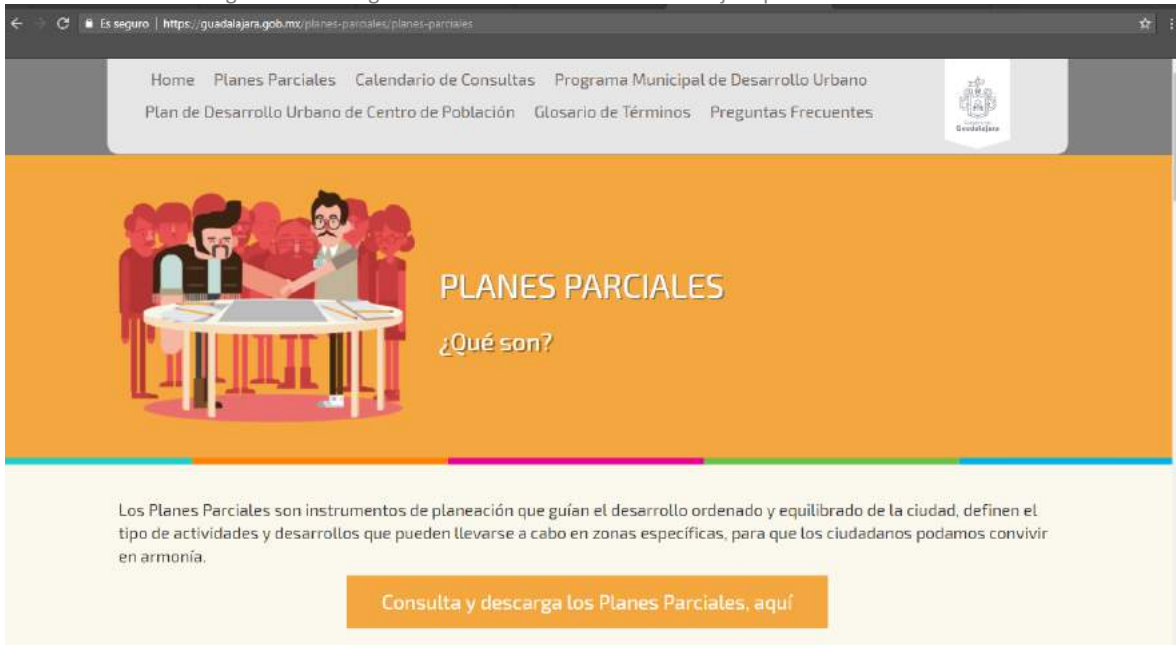 Es seguro | https://guadalajara.gob.mx/planes-parciales/planes-parciales
Home Planes Parciales Calendario de Consultas Programa Municipal de Desarrollo Urbano
Plan de Desarrollo Urbano de Centro de Población Glosario de Términos Preguntas Frecuentes
Guadalajara
PLANES PARCIALES
¿Qué son?
Los Planes Parciales son instrumentos de planeación que guían el desarrollo ordenado y equilibrado de la ciudad, definen el
tipo de actividades y desarrollos que pueden llevarse a cabo en zonas específicas, para que los ciudadanos podamos convivir
en armonía.
Consulta y descarga los Planes Parciales, aquí